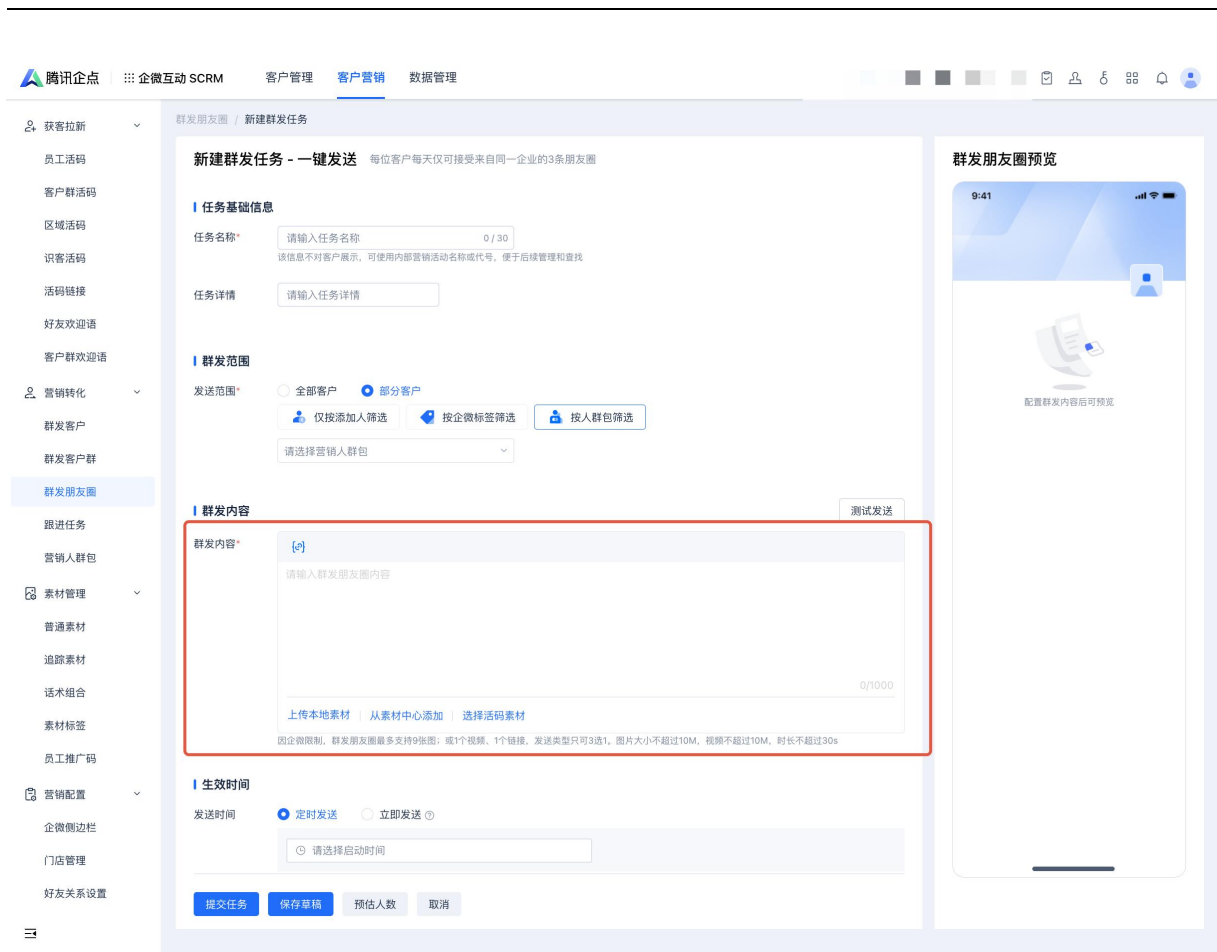 腾讯企点
企微互动 SCRM
客户管理
客户营销
数据管理
获客拉新
员工活码
客户群活码
区域活码
识客活码
活码链接
好友欢迎语
客户群欢迎语
营销转化
群发客户
群发客户群
群发朋友圈
跟进任务
营销人群包
素材管理
普通素材
追踪素材
话术组合
素材标签
员工推广码
营销配置
企微侧边栏
门店管理
好友关系设置
群发朋友圈 / 新建群发任务
新建群发任务 - 一键发送 每位客户每天仅可接受来自同一企业的3条朋友圈
任务基础信息
任务名称* 请输入任务名称 0 / 30
该信息不对客户展示，可使用内部营销活动名称或代号，便于后续管理和查找
任务详情 请输入任务详情
群发范围
发送范围* 全部客户 部分客户
仅按添加人筛选 按企微标签筛选 按人群包筛选
请选择营销人群包
群发内容 测试发送
群发内容* {}
请输入群发朋友圈内容
0/1000
上传本地素材 从素材中心添加 选择活码素材
因企微限制，群发朋友圈最多支持9张图；或1个视频、1个链接，发送类型只可3选1，图片大小不超过10M，视频不超过10M，时长不超过30s
生效时间
发送时间 定时发送 立即发送
请选择启动时间
提交任务 保存草稿 预估人数 取消
群发朋友圈预览
9:41
配置群发内容后可预览